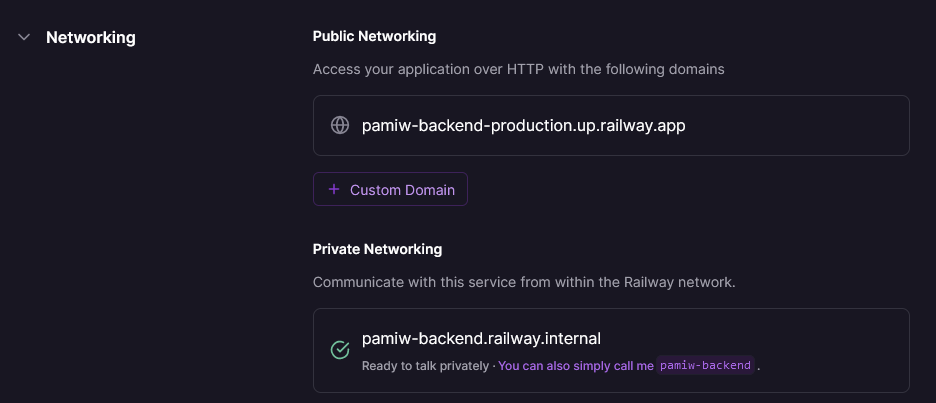 Networking
Public Networking
Access your application over HTTP with the following domains
pamiw-backend-production.up.railway.app
+ Custom Domain
Private Networking
Communicate with this service from within the Railway network.
pamiw-backend.railway.internal
Ready to talk privately · You can also simply call me pamiw-backend .